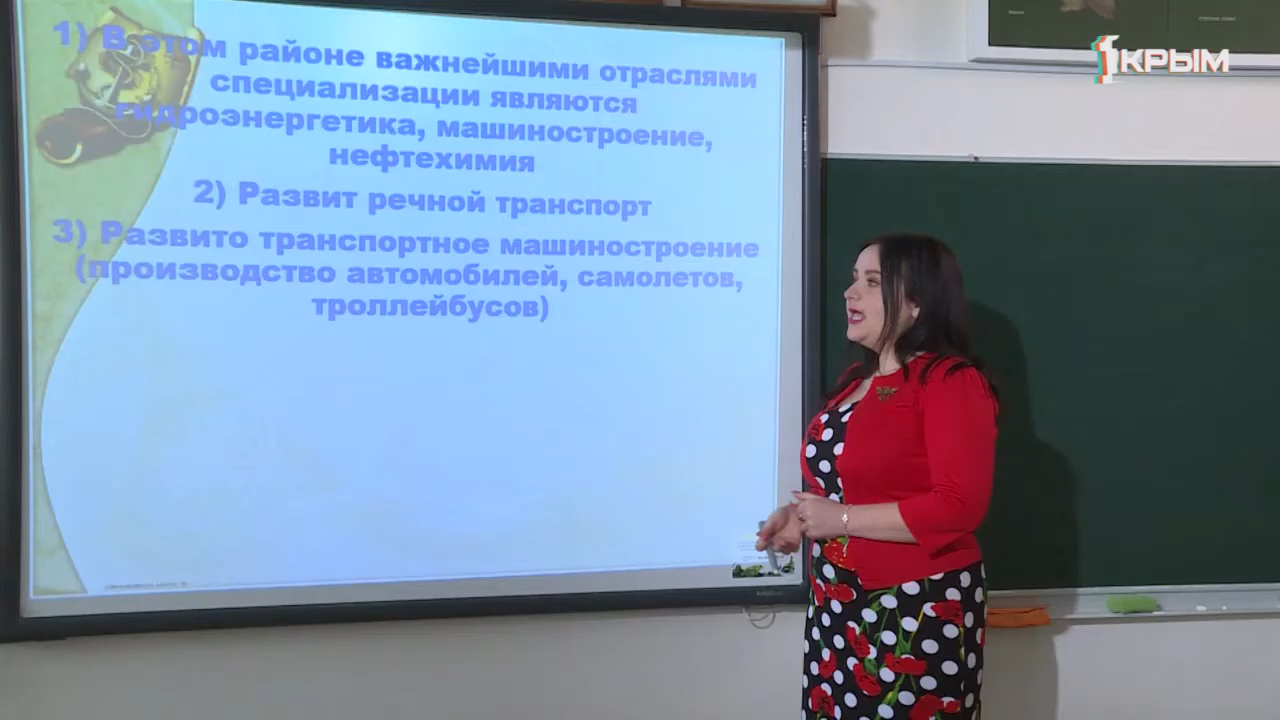 1) В этом районе важнейшими отраслями
специализации являются
гидроэнергетика, машиностроение,
нефтехимия
2) Развит речной транспорт
3) Развито транспортное машиностроение
(производство автомобилей, самолетов,
троллейбусов)
1 КРЫМ